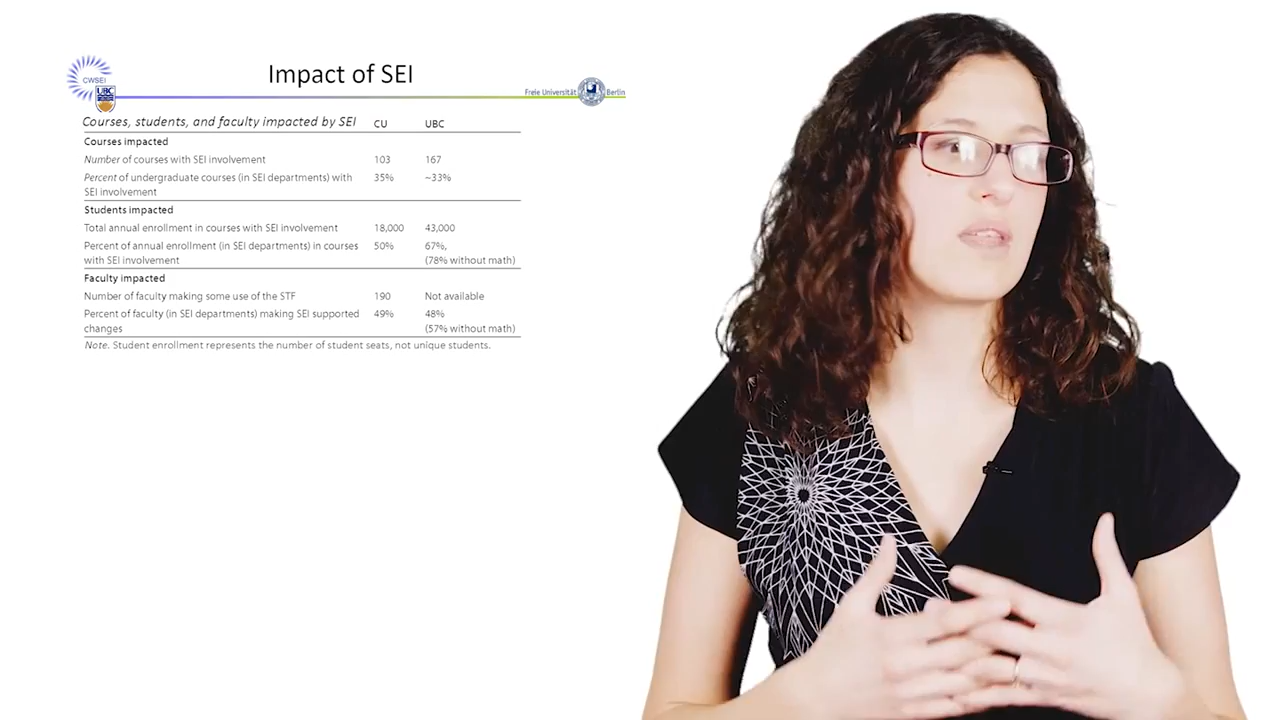 Impact of SEI
CWSEI
UBC
Freie Universität Berlin
Courses, students, and faculty impacted by SEI CU UBC
Courses impacted
Number of courses with SEI involvement 103 167
Percent of undergraduate courses (in SEI departments) with 35% ~33%
SEI involvement
Students impacted
Total annual enrollment in courses with SEI involvement 18,000 43,000
Percent of annual enrollment (in SEI departments) in courses 50% 67%,
with SEI involvement (78% without math)
Faculty impacted
Number of faculty making some use of the STF 190 Not available
Percent of faculty (in SEI departments) making SEI supported 49% 48%
changes (57% without math)
Note. Student enrollment represents the number of student seats, not unique students.